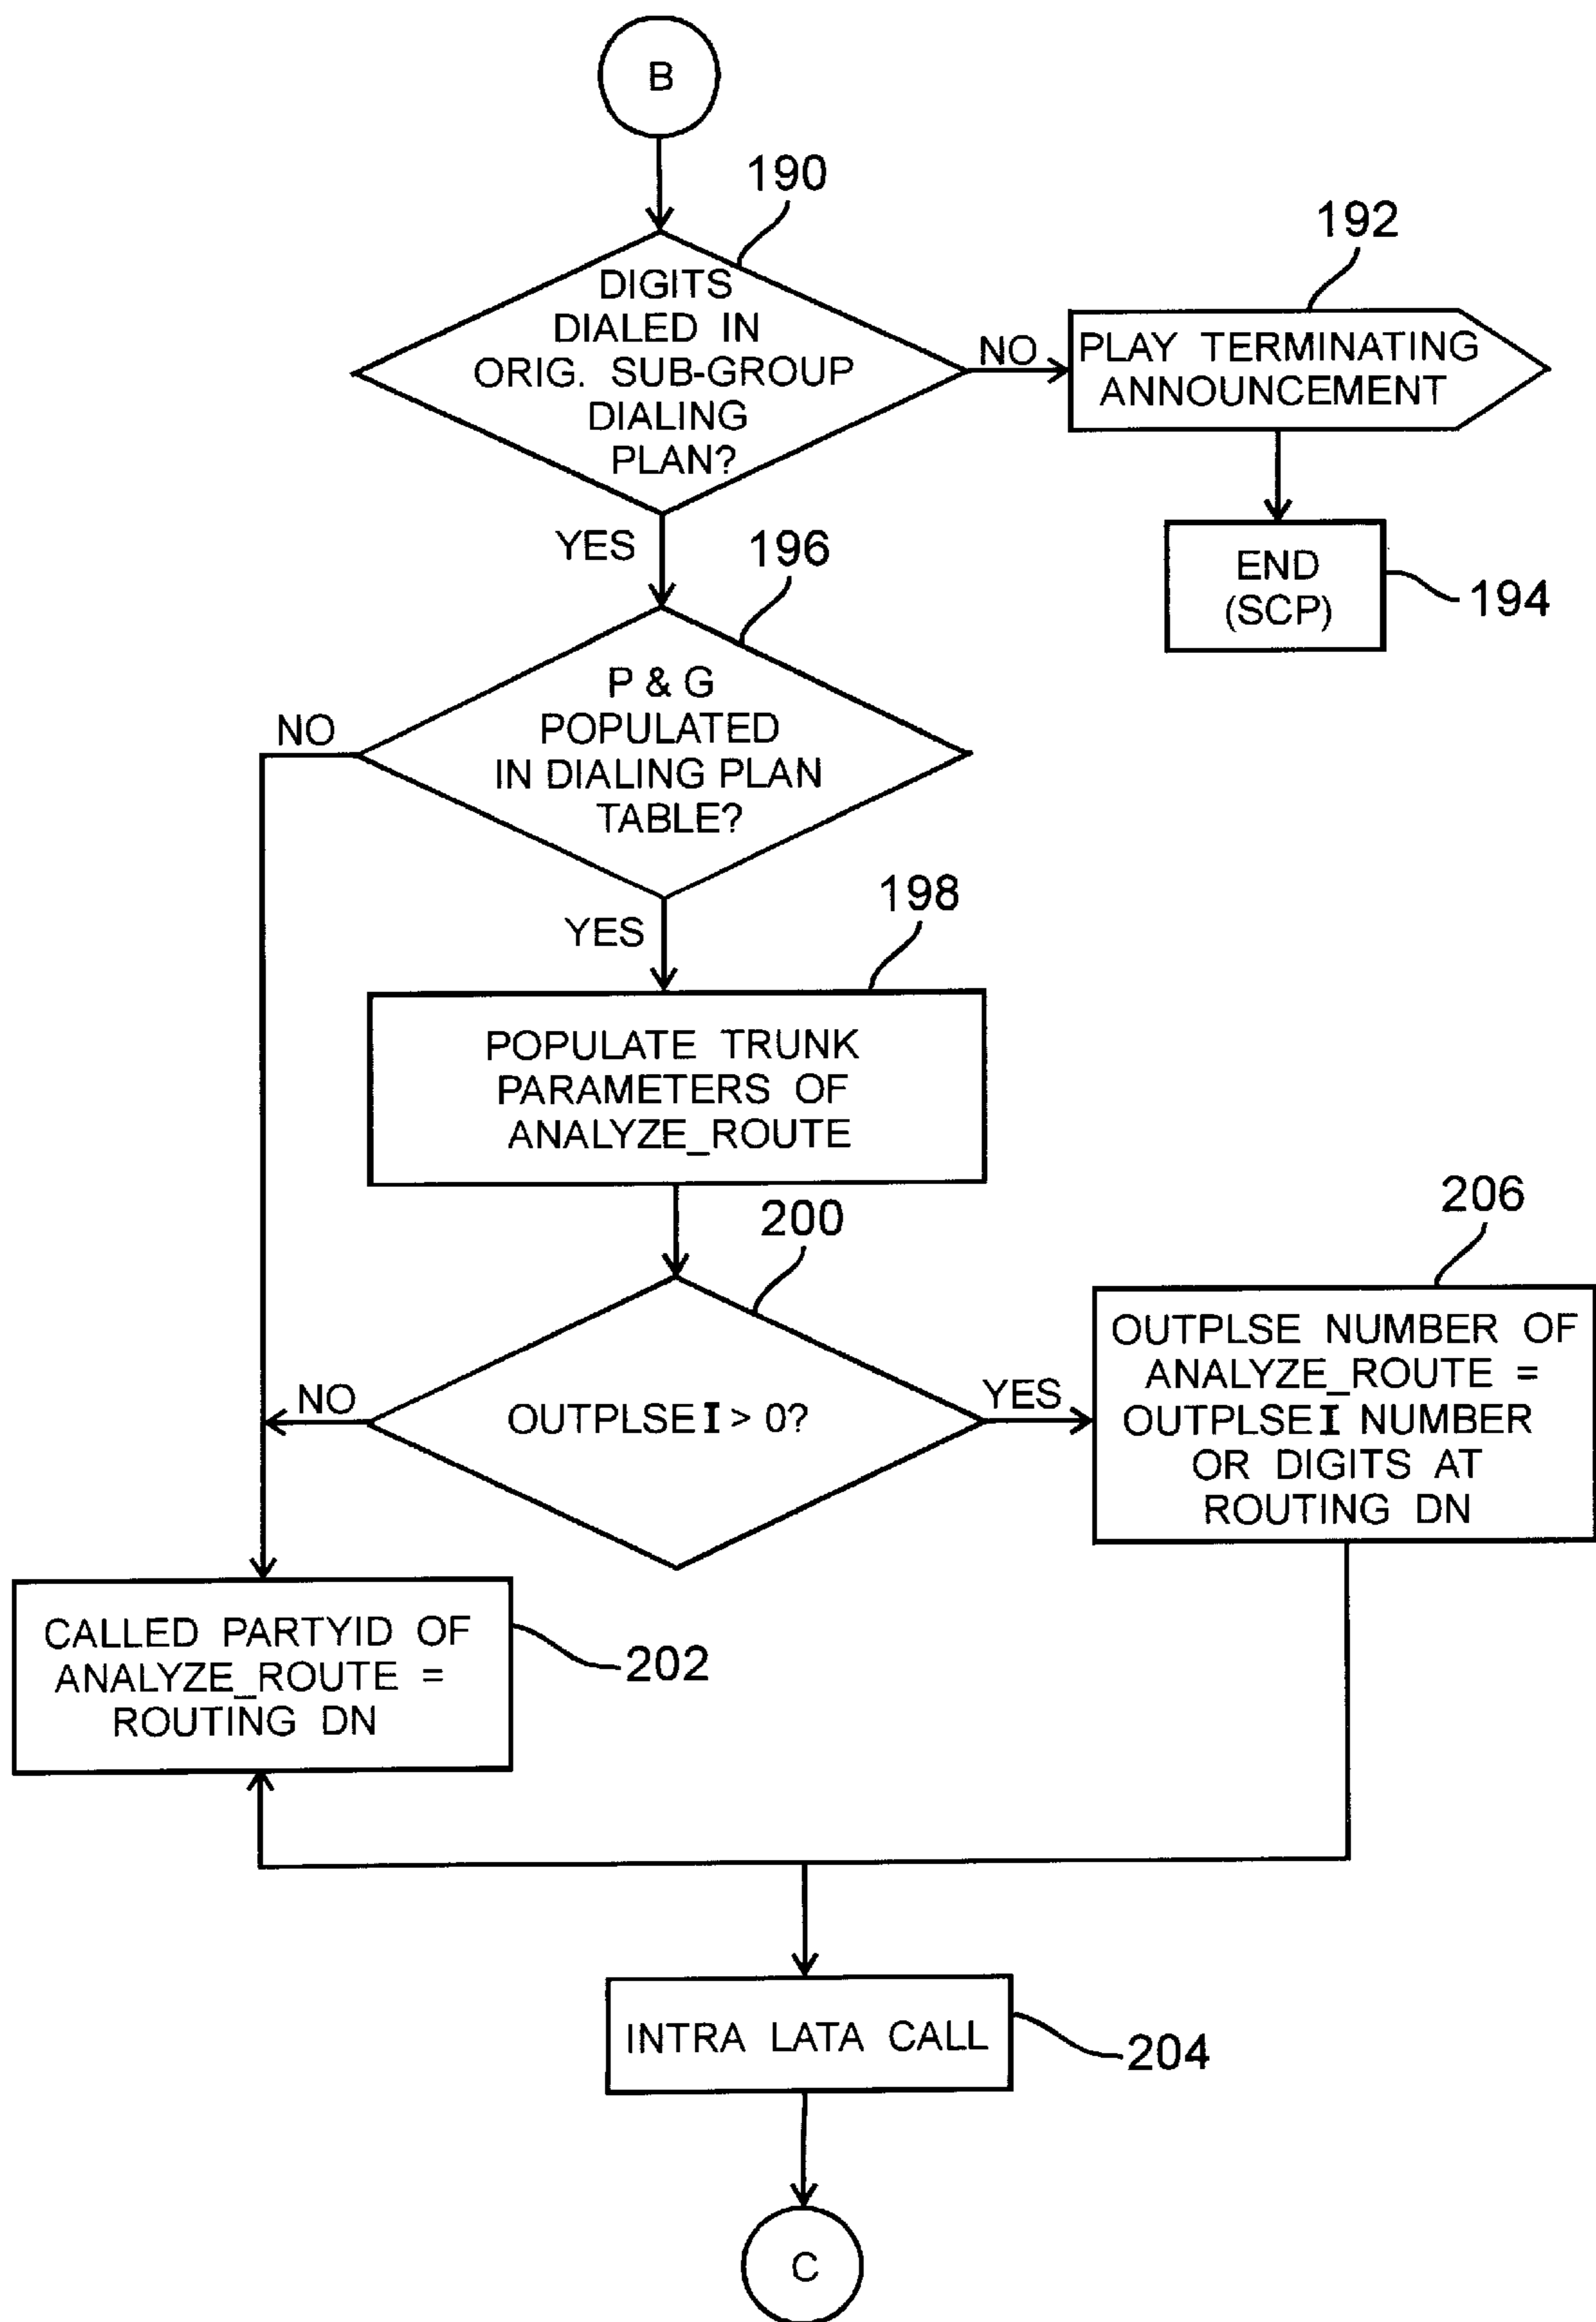 B
190
DIGITS
DIALED IN
ORIG. SUB-GROUP
DIALING
PLAN?
NO
192
PLAY TERMINATING
ANNOUNCEMENT
END
(SCP)
194
YES
196
P & G
POPULATED
IN DIALING PLAN
TABLE?
NO
YES
198
POPULATE TRUNK
PARAMETERS OF
ANALYZE_ROUTE
200
OUTPLSEI > 0?
NO
YES
206
OUTPLSE NUMBER OF
ANALYZE_ROUTE =
OUTPLSEI NUMBER
OR DIGITS AT
ROUTING DN
CALLED PARTYID OF
ANALYZE_ROUTE =
ROUTING DN
202
INTRA LATA CALL
204
C